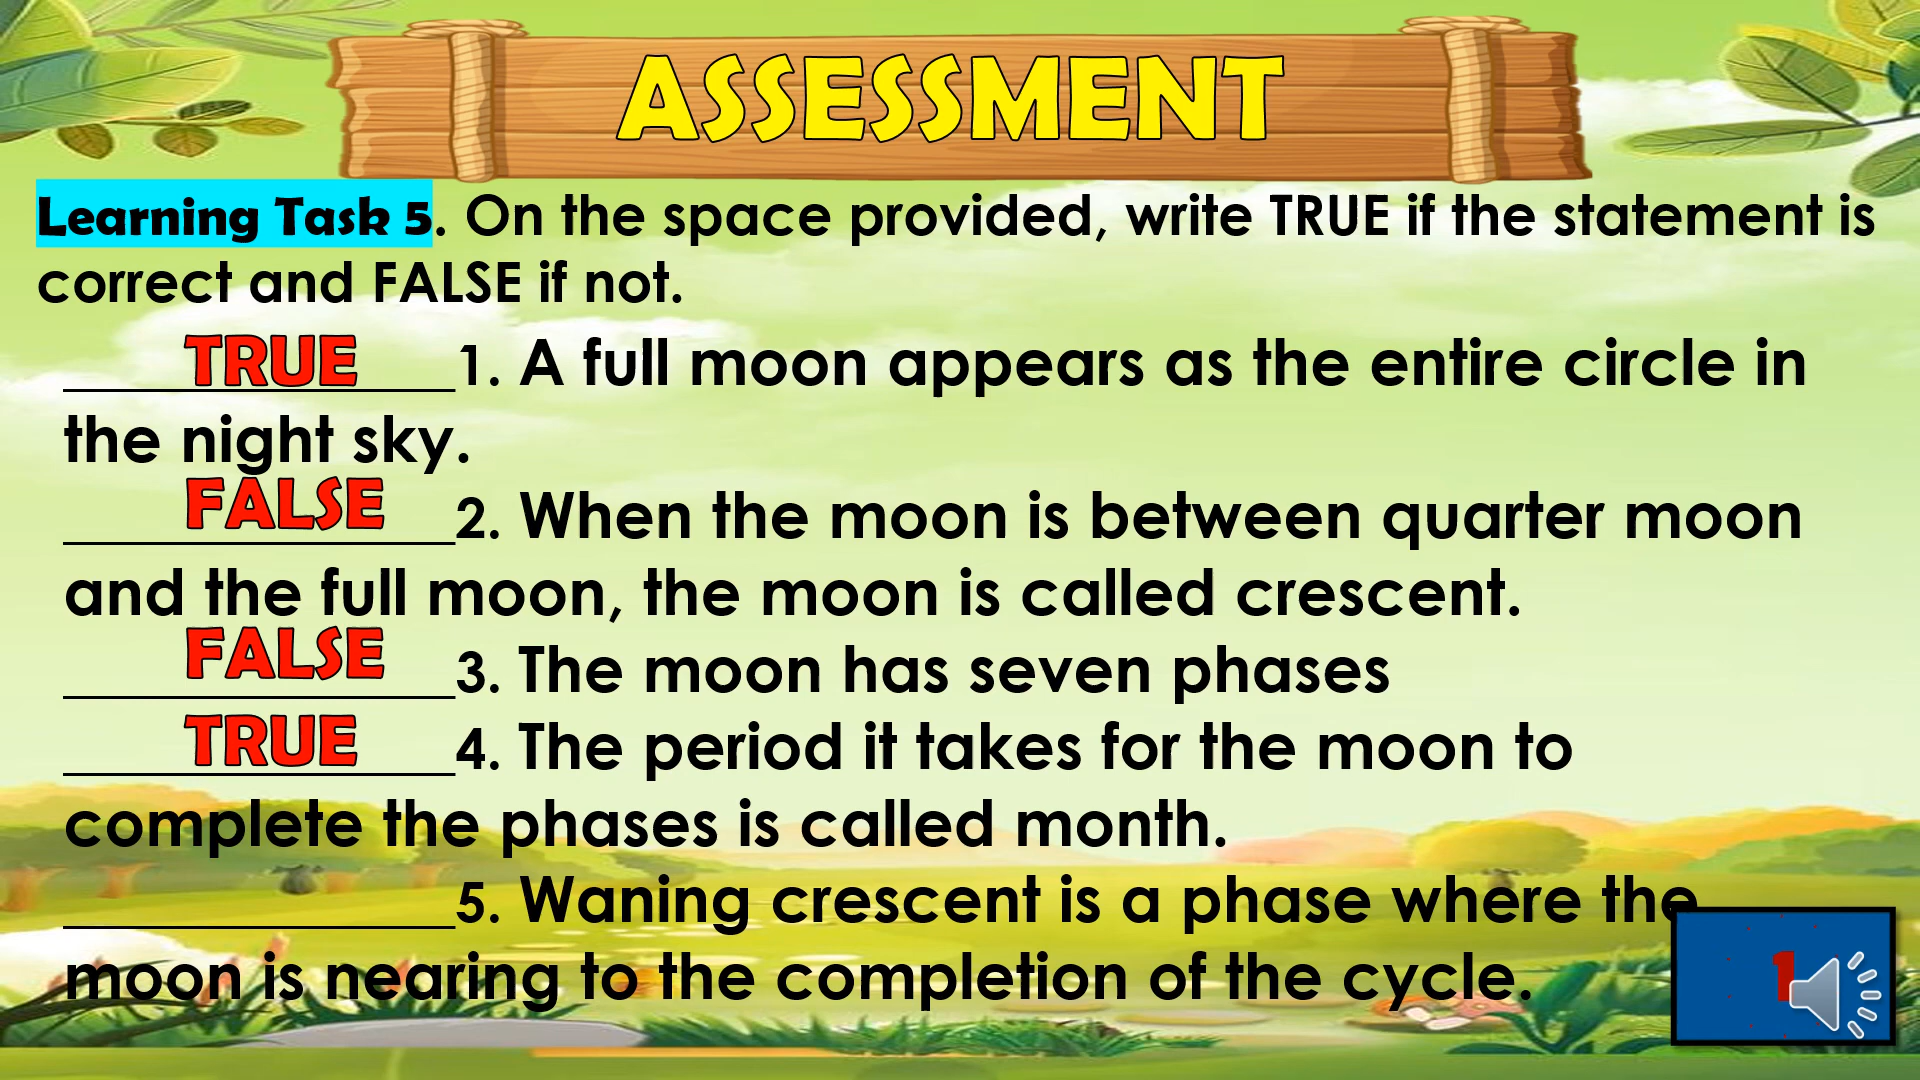 ASSESSMENT
Learning Task 5. On the space provided, write TRUE if the statement is
correct and FALSE if not.
TRUE 1. A full moon appears as the entire circle in
the night sky.
FALSE 2. When the moon is between quarter moon
and the full moon, the moon is called crescent.
FALSE 3. The moon has seven phases
TRUE 4. The period it takes for the moon to
complete the phases is called month.
5. Waning crescent is a phase where the
moon is nearing to the completion of the cycle.
1